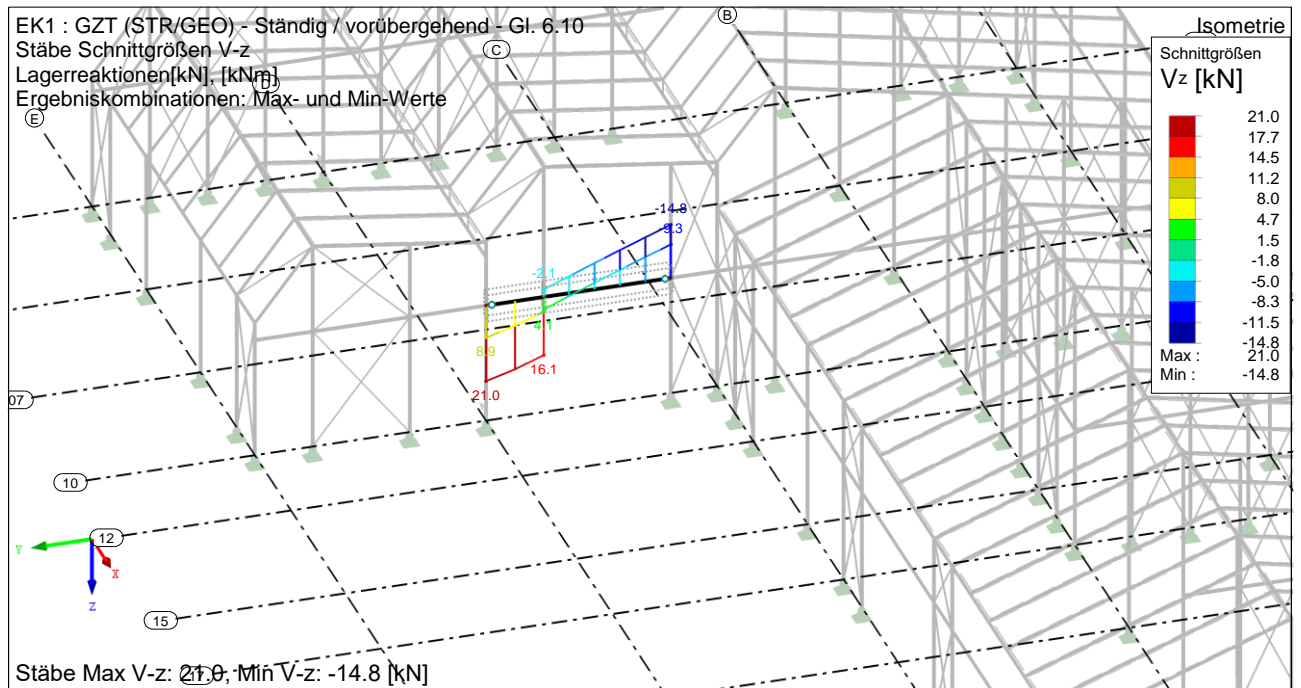 EK1 : GZT (STR/GEO) - Ständig / vorübergehend - Gl. 6.10
Stäbe Schnittgrößen V-z
Lagerreaktionen[kN], [kNm]
Ergebniskombinationen: Max- und Min-Werte
Isometrie
B
C
D
E
Schnittgrößen
Vz [kN]
21.0
17.7
14.5
11.2
8.0
4.7
1.5
-1.8
-5.0
-8.3
-11.5
-14.8
Max : 21.0
Min : -14.8
-14.8
-9.3
-2.1
4.1
8.9
16.1
21.0
07
10
12
15
Y
X
Z
Stäbe Max V-z: 21.0, Min V-z: -14.8 [kN]